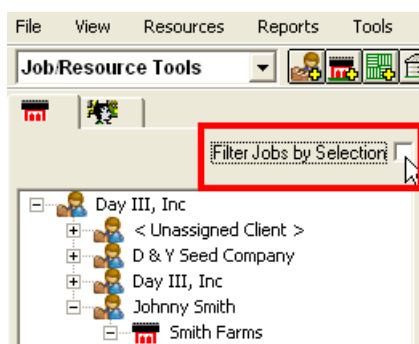 File View Resources Reports Tools
Job/Resource Tools
Filter Jobs by Selection
Day III, Inc
< Unassigned Client >
D & Y Seed Company
Day III, Inc
Johnny Smith
Smith Farms